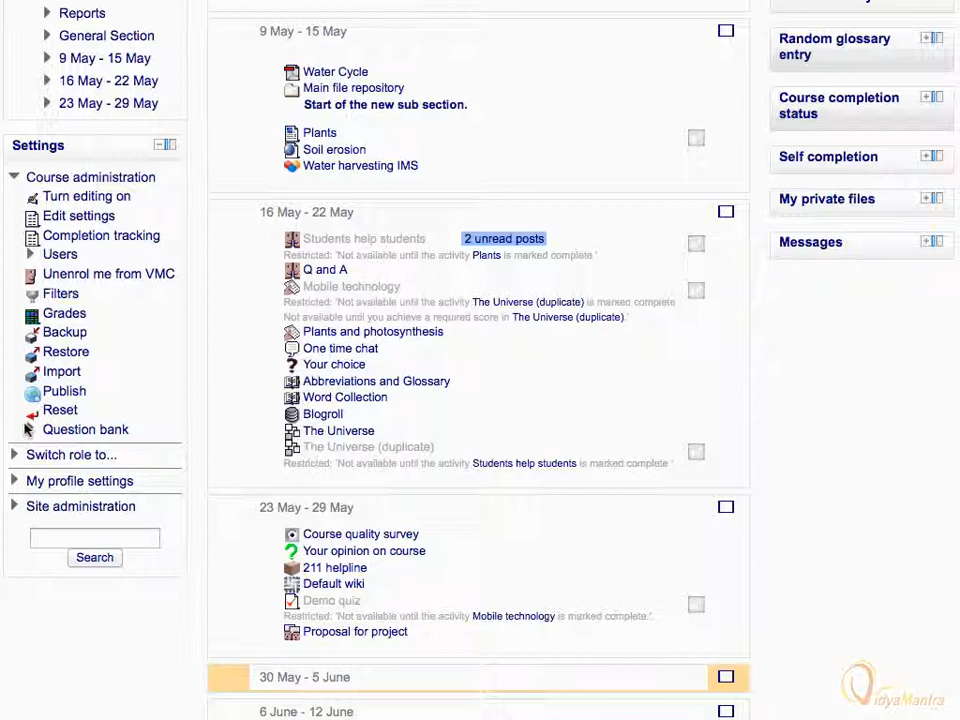 Reports
General Section
9 May - 15 May
16 May - 22 May
23 May - 29 May
Settings
Course administration
Turn editing on
Edit settings
Completion tracking
Users
Unenrol me from VMC
Filters
Grades
Backup
Restore
Import
Publish
Reset
Question bank
Switch role to...
My profile settings
Site administration
Search
9 May - 15 May
Water Cycle
Main file repository
Start of the new sub section.
Plants
Soil erosion
Water harvesting IMS
16 May - 22 May
Students help students 2 unread posts
Restricted: 'Not available until the activity Plants is marked complete '
Q and A
Mobile technology
Restricted: 'Not available until the activity The Universe (duplicate) is marked complete
Not available until you achieve a required score in The Universe (duplicate).'
Plants and photosynthesis
One time chat
Your choice
Abbreviations and Glossary
Word Collection
Blogroll
The Universe
The Universe (duplicate)
Restricted: 'Not available until the activity Students help students is marked complete '
23 May - 29 May
Course quality survey
Your opinion on course
211 helpline
Default wiki
Demo quiz
Restricted: 'Not available until the activity Mobile technology is marked complete.'
Proposal for project
30 May - 5 June
6 June - 12 June
Random glossary
entry
Course completion
status
Self completion
My private files
Messages
VidyaMantra